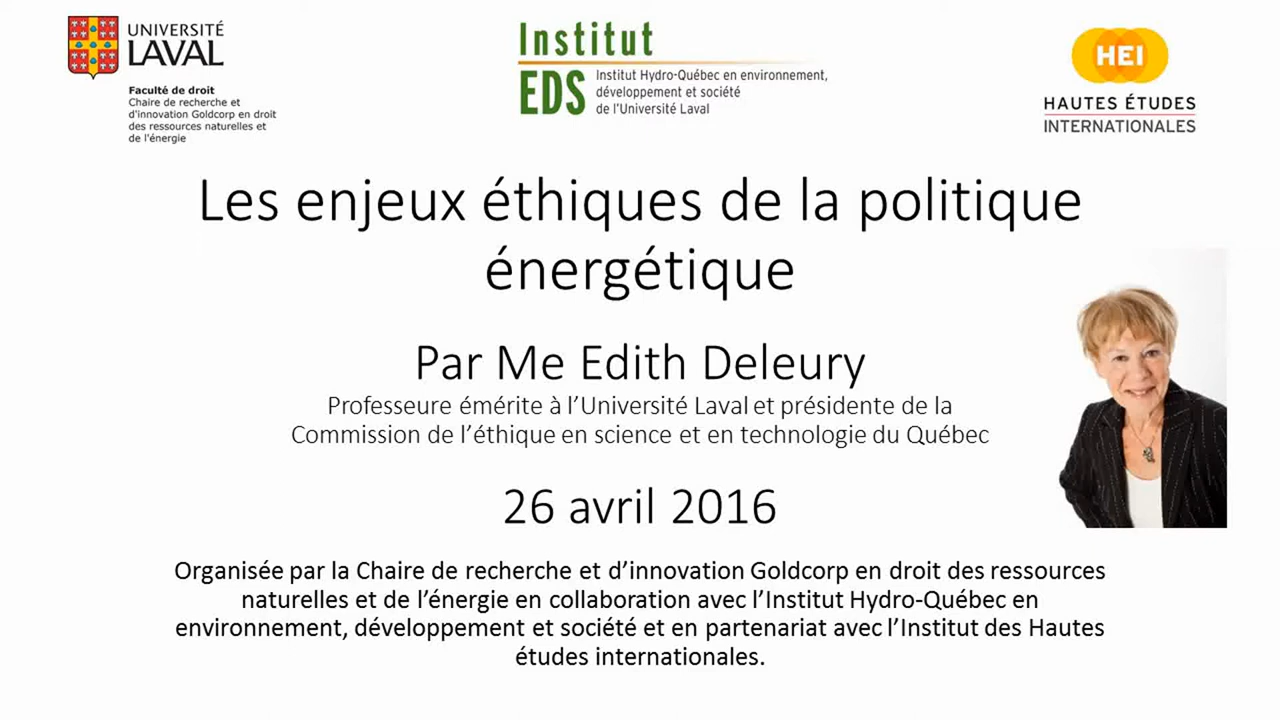 UNIVERSITÉ
LAVAL
Faculté de droit
Chaire de recherche et
d'innovation Goldcorp en droit
des ressources naturelles et
de l'énergie
Institut
EDS
Institut Hydro-Québec en environnement,
développement et société
de l'Université Laval
HEI
HAUTES ÉTUDES
INTERNATIONALES
Les enjeux éthiques de la politique
énergétique
Par Me Edith Deleury
Professeure émérite à l'Université Laval et présidente de la
Commission de l'éthique en science et en technologie du Québec
26 avril 2016
Organisée par la Chaire de recherche et d'innovation Goldcorp en droit des ressources
naturelles et de l'énergie en collaboration avec l'Institut Hydro-Québec en
environnement, développement et société et en partenariat avec l'Institut des Hautes
études internationales.